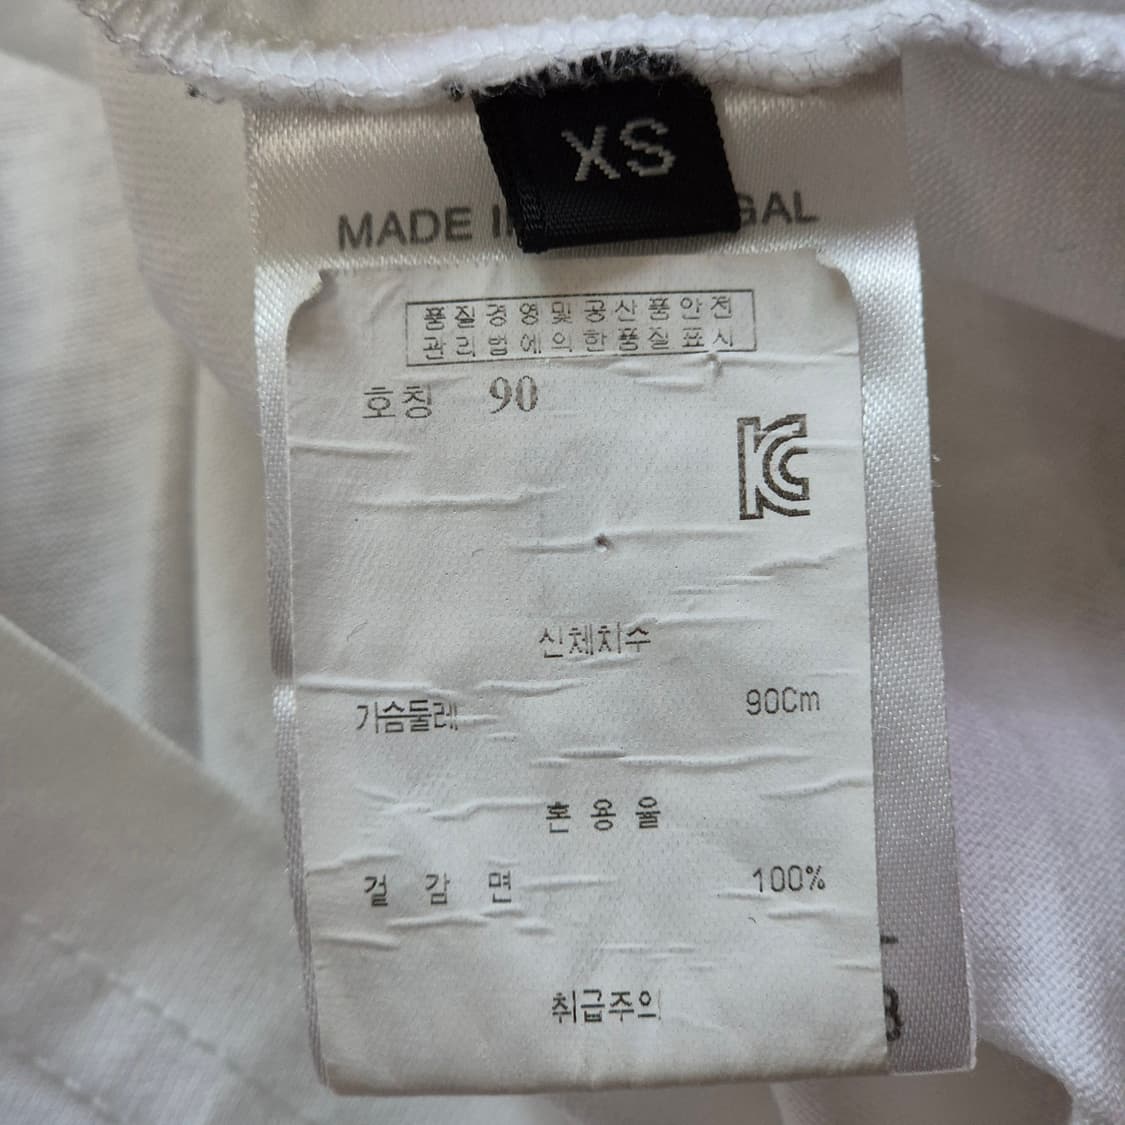 XS
MADE
품질경영및공산품안전
관리법에의한품질표시
호칭 90
KC
신체치수
가슴둘레 90Cm
혼용율
겉감 면 100%
취급주의